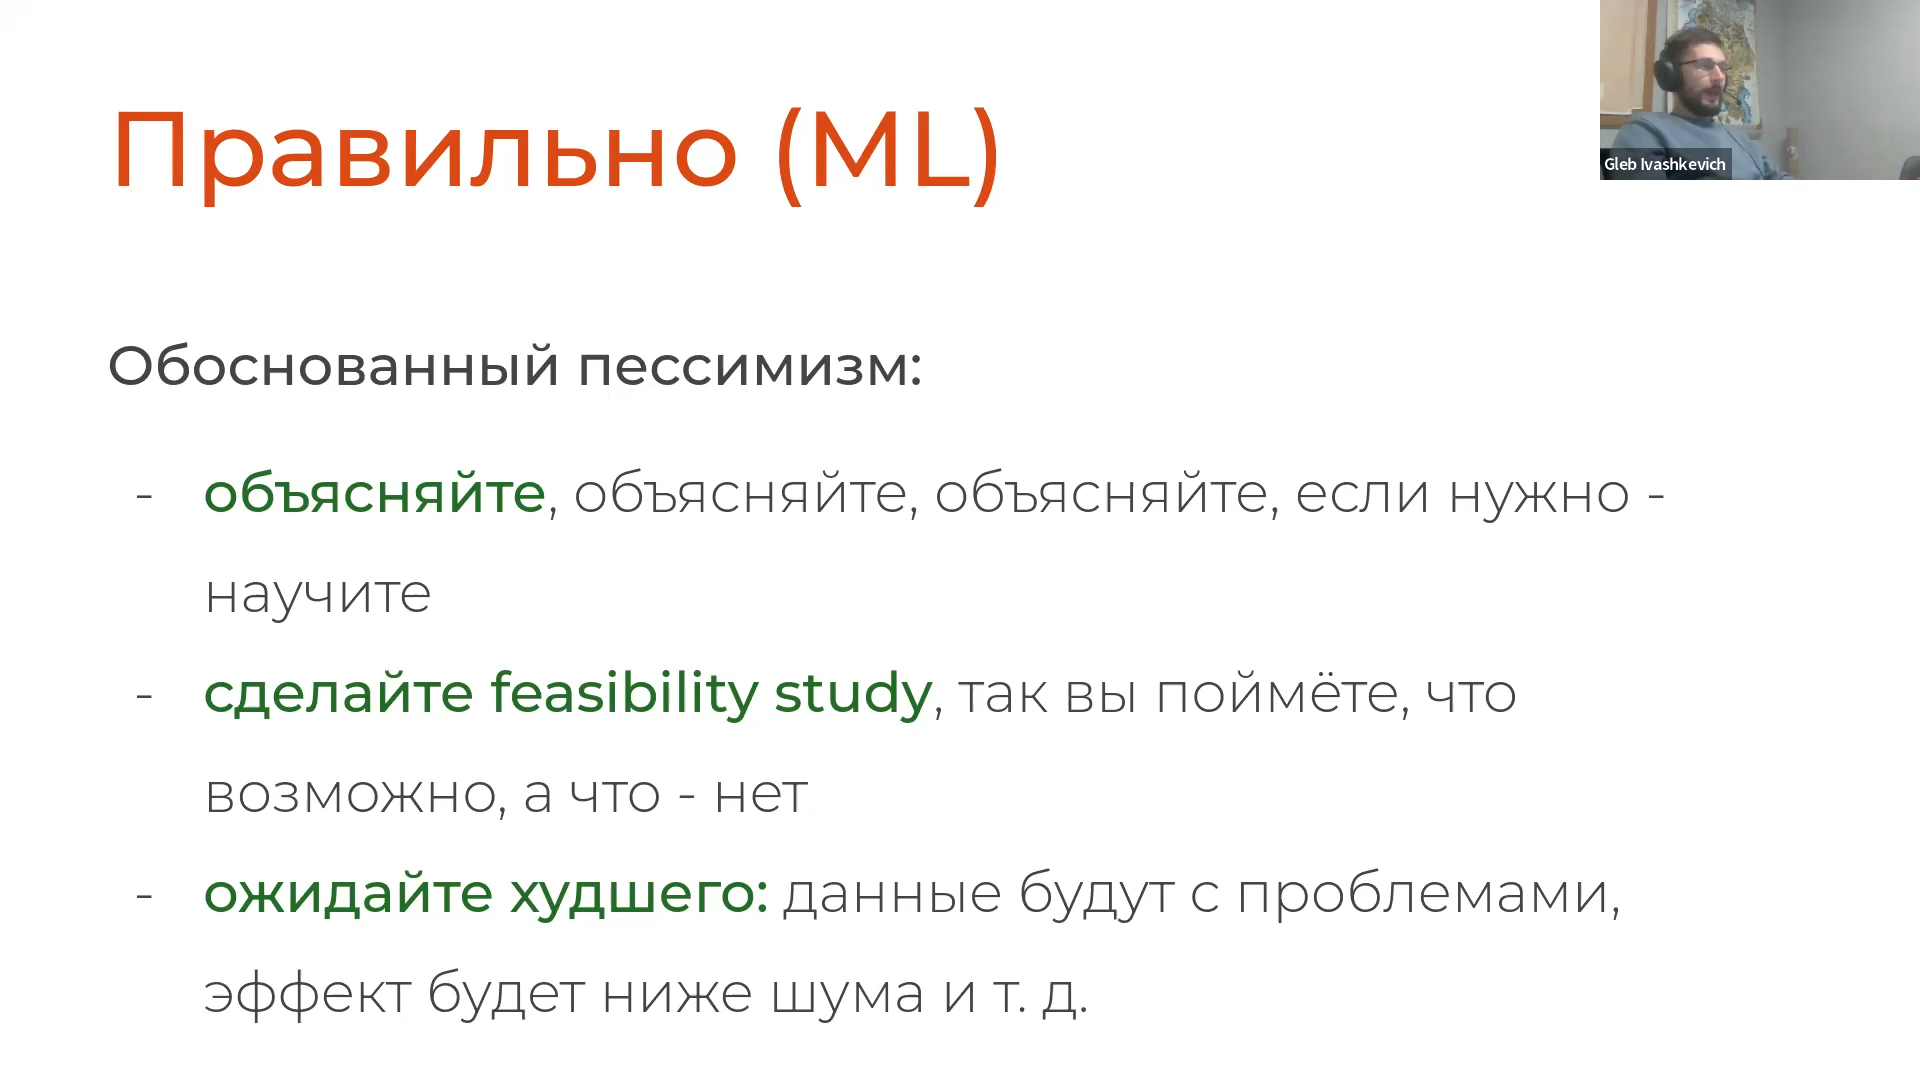 Правильно (ML)
Gleb Ivashkevich
Обоснованный пессимизм:
- объясняйте, объясняйте, объясняйте, если нужно -
научите
- сделайте feasibility study, так вы поймёте, что
возможно, а что - нет
- ожидайте худшего: данные будут с проблемами,
эффект будет ниже шума и т. д.